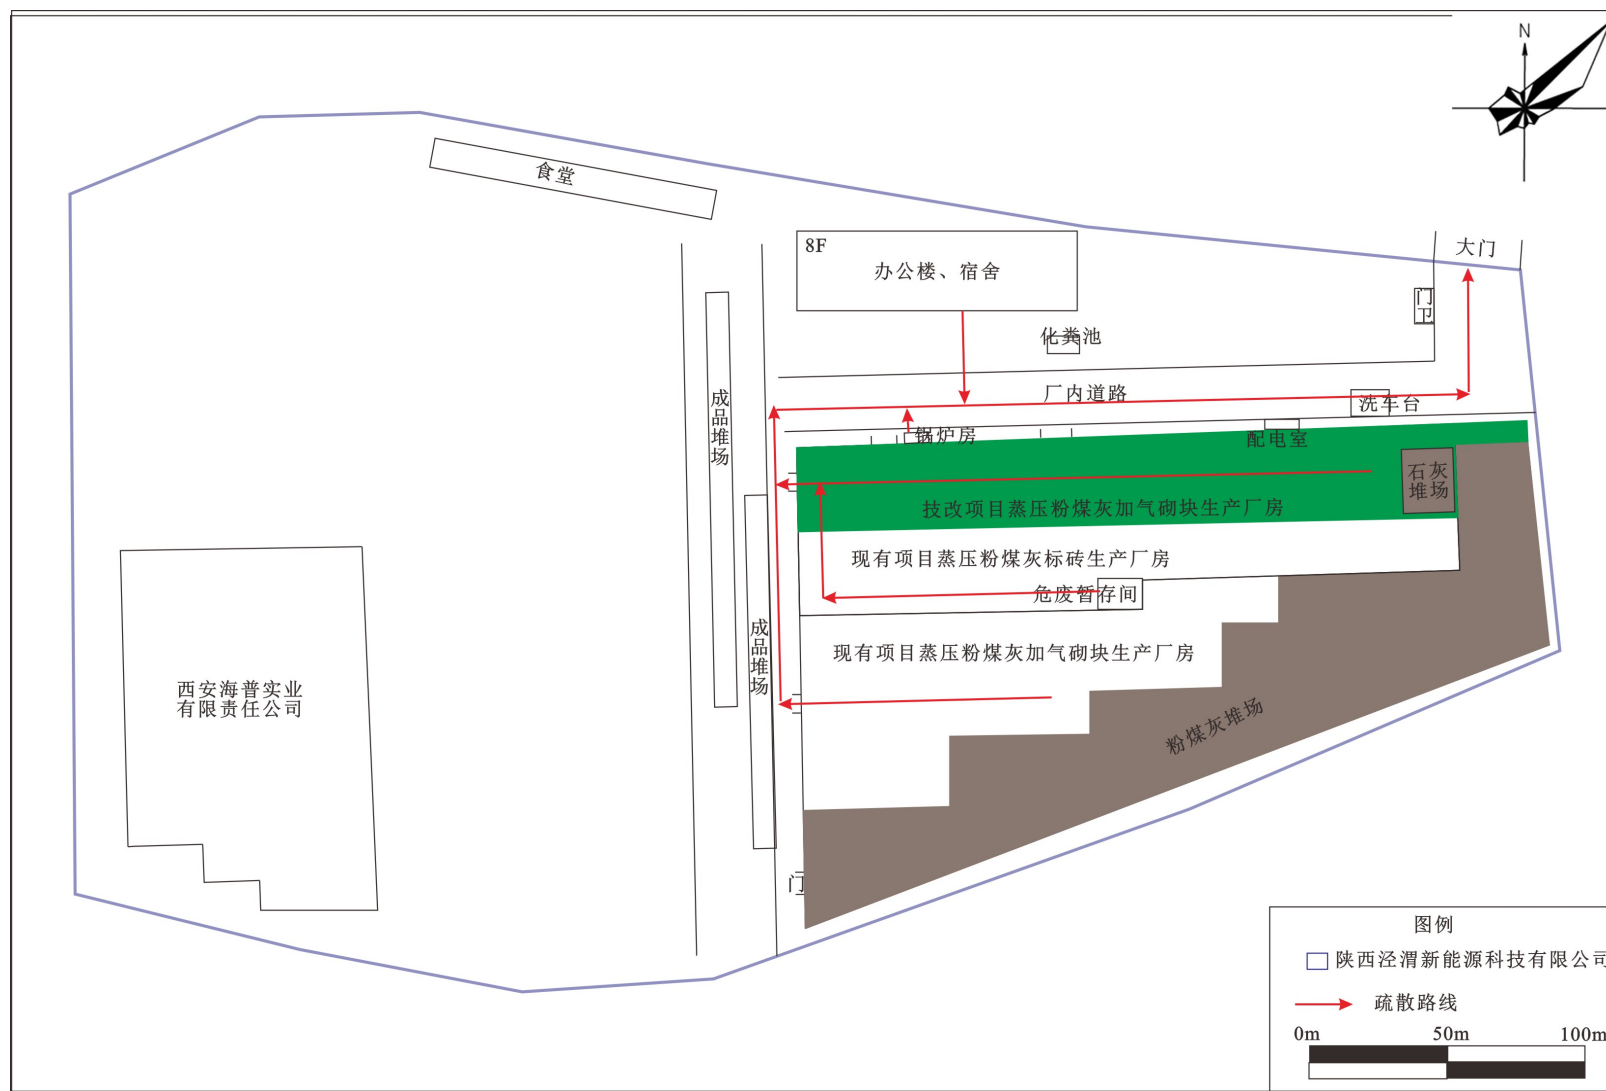 N
食堂
8F
办公楼、宿舍
大门
门卫
化粪池
厂内道路
洗车台
成品堆场
锅炉房
配电室
石灰
堆场
技改项目蒸压粉煤灰加气砌块生产厂房
现有项目蒸压粉煤灰标砖生产厂房
危废暂存间
成品堆场
现有项目蒸压粉煤灰加气砌块生产厂房
西安海普实业
有限责任公司
粉煤灰堆场
门
图例
陕西泾渭新能源科技有限公司
疏散路线
0m 50m 100m